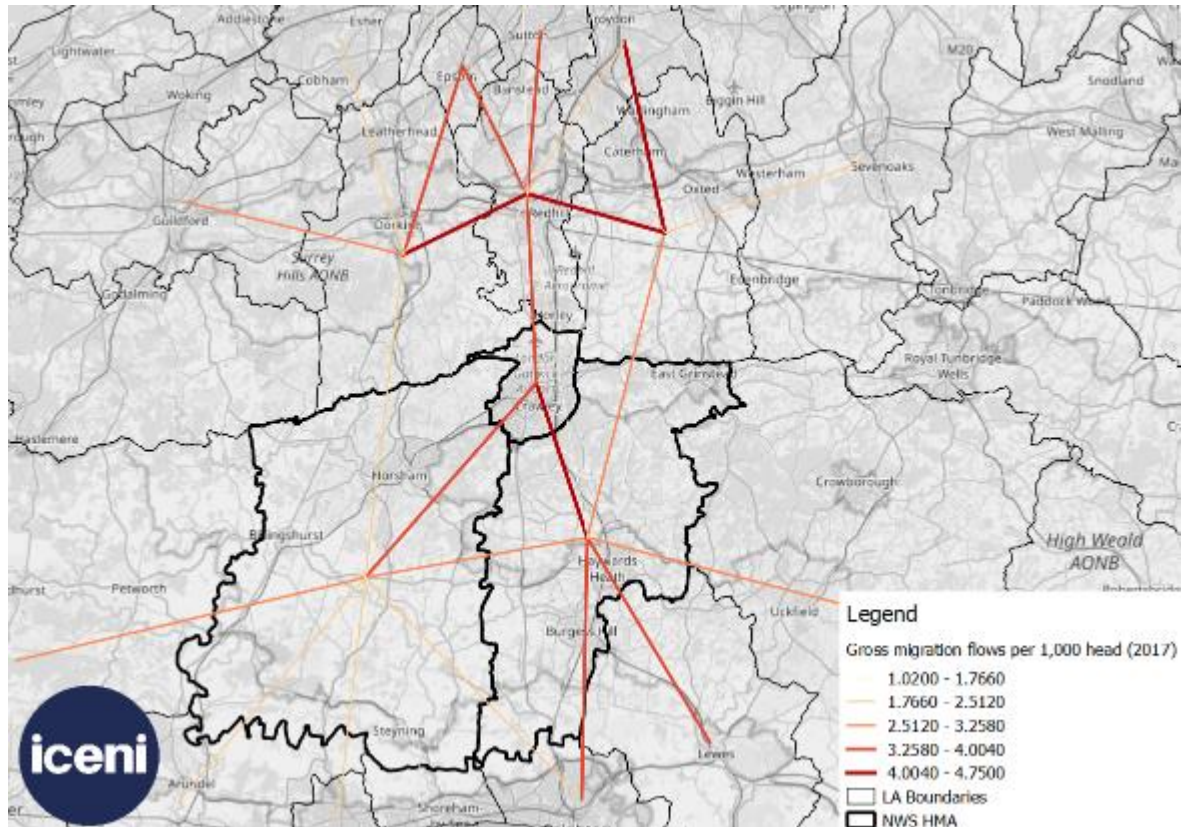 Addlestone
Esher
Croydon
Sutton
Lightwater
M20
Epsom
Banstead
Cobham
Woking
Biggin Hill
Snodland
Warlingham
Leatherhead
West Malling
Caterham
Sevenoaks
Westerham
Oxted
Guildford
Dorking
Redhill
Surrey
Hills AONB
Edenbridge
Tonbridge
Godalming
Paddock Wood
Horley
Royal Tunbridge
Wells
East Grinstead
Crawley
Haslemere
Horsham
Crowborough
Billingshurst
High Weald
AONB
Haywards
Heath
Petworth
Robertsbridge
Uckfield
Burgess Hill
Legend
Gross migration flows per 1,000 head (2017)
1.0200 - 1.7660
1.7660 - 2.5120
2.5120 - 3.2580
3.2580 - 4.0040
4.0040 - 4.7500
LA Boundaries
NWS HMA
Steyning
Lewes
iceni
Arundel
Shoreham-